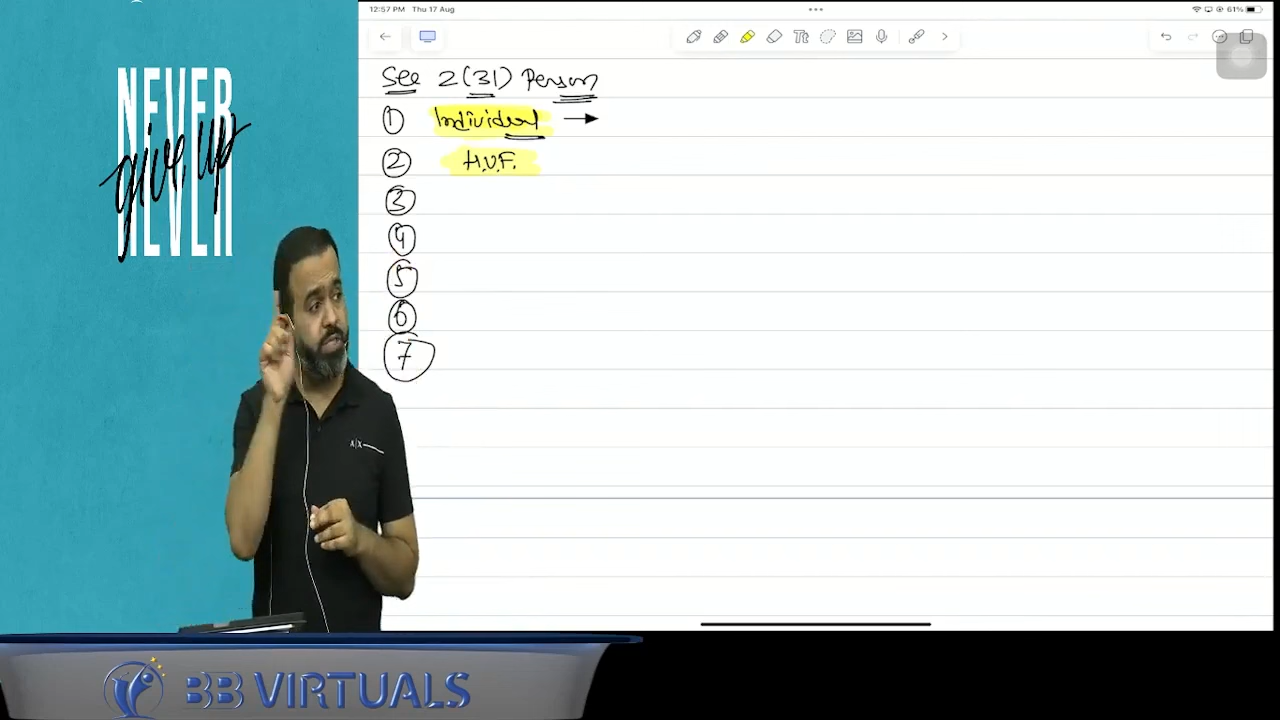 12:57 PM Thu 17 Aug
61%
NEVER
give up
NEVER
See 2(31) Person
① Individual →
② H.U.F.
③
④
⑤
⑥
⑦
A|X
BB VIRTUALS